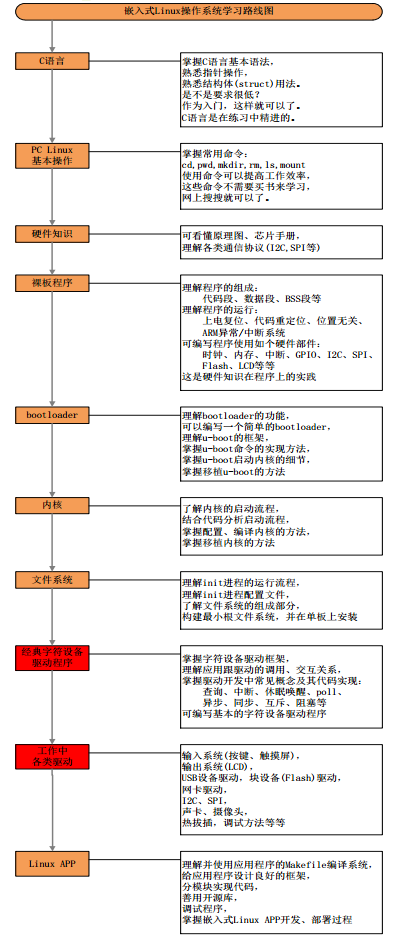 嵌入式Linux操作系统学习路线图
C语言
掌握C语言基本语法,
熟悉指针操作,
熟悉结构体(struct)用法。
是不是要求很低?
作为入门,这样就可以了。
C语言是在练习中精进的。
PC Linux
基本操作
掌握常用命令:
cd,pwd,mkdir,rm,ls,mount
使用命令可以提高工作效率,
这些命令不需要买书来学习,
网上搜搜就可以了。
硬件知识
可看懂原理图、芯片手册,
理解各类通信协议(I2C,SPI等)
裸板程序
理解程序的组成:
代码段、数据段、BSS段等
理解程序的运行:
上电复位、代码重定位、位置无关、
ARM异常/中断系统
可编写程序使用如个硬件部件:
时钟、内存、中断、GPIO、I2C、SPI、
Flash、LCD等等
这是硬件知识在程序上的实践
bootloader
理解bootloader的功能,
可以编写一个简单的bootloader,
理解u-boot的框架,
掌握u-boot命令的实现方法,
掌握u-boot启动内核的细节,
掌握移植u-boot的方法
内核
了解内核的启动流程,
结合代码分析启动流程,
掌握配置、编译内核的方法,
掌握移植内核的方法
文件系统
理解init进程的运行流程,
理解init进程配置文件,
了解文件系统的组成部分,
构建最小根文件系统,并在单板上安装
经典字符设备
驱动程序
掌握字符设备驱动框架,
理解应用跟驱动的调用、交互关系,
掌握驱动开发中常见概念及其代码实现:
查询、中断、休眠唤醒、poll、
异步、同步、互斥、阻塞等
可编写基本的字符设备驱动程序
工作中
各类驱动
输入系统(按键、触摸屏),
输出系统(LCD),
USB设备驱动,块设备(Flash)驱动,
网卡驱动,
I2C、SPI,
声卡、摄像头,
热拔插,调试方法等等
Linux APP
理解并使用应用程序的Makefile编译系统,
给应用程序设计良好的框架,
分模块实现代码,
善用开源库,
调试程序,
掌握嵌入式Linux APP开发、部署过程